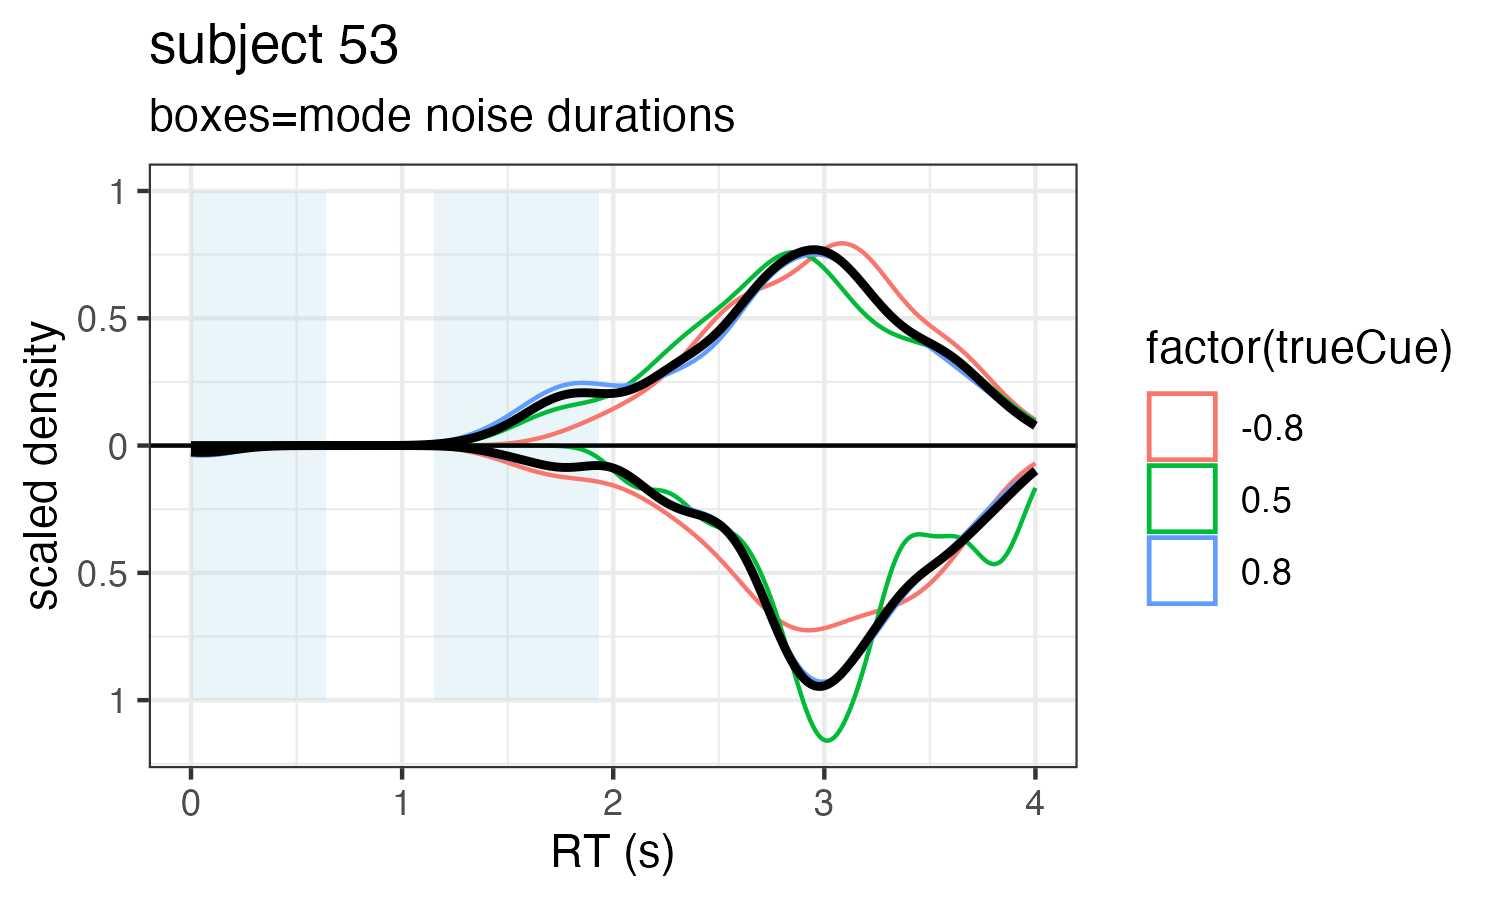 subject 53
boxes=mode noise durations
1
0.5
0
0.5
1
scaled density
0 1 2 3 4
RT (s)
factor(trueCue)
-0.8
0.5
0.8